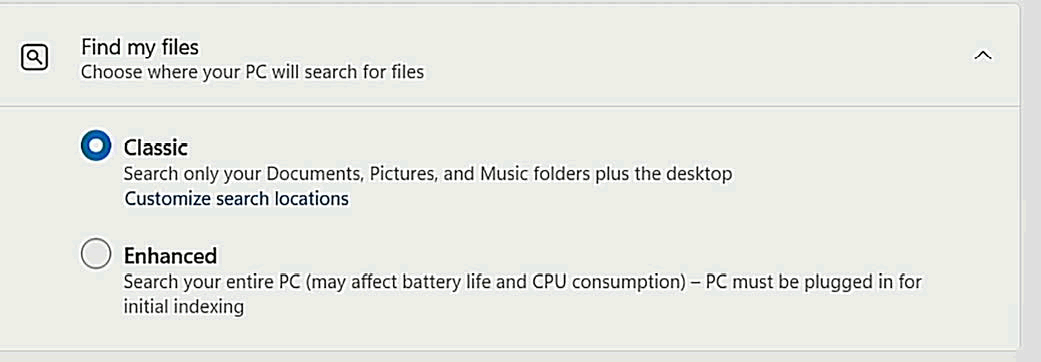 Find my files
Choose where your PC will search for files
Classic
Search only your Documents, Pictures, and Music folders plus the desktop
Customize search locations
Enhanced
Search your entire PC (may affect battery life and CPU consumption) – PC must be plugged in for
initial indexing